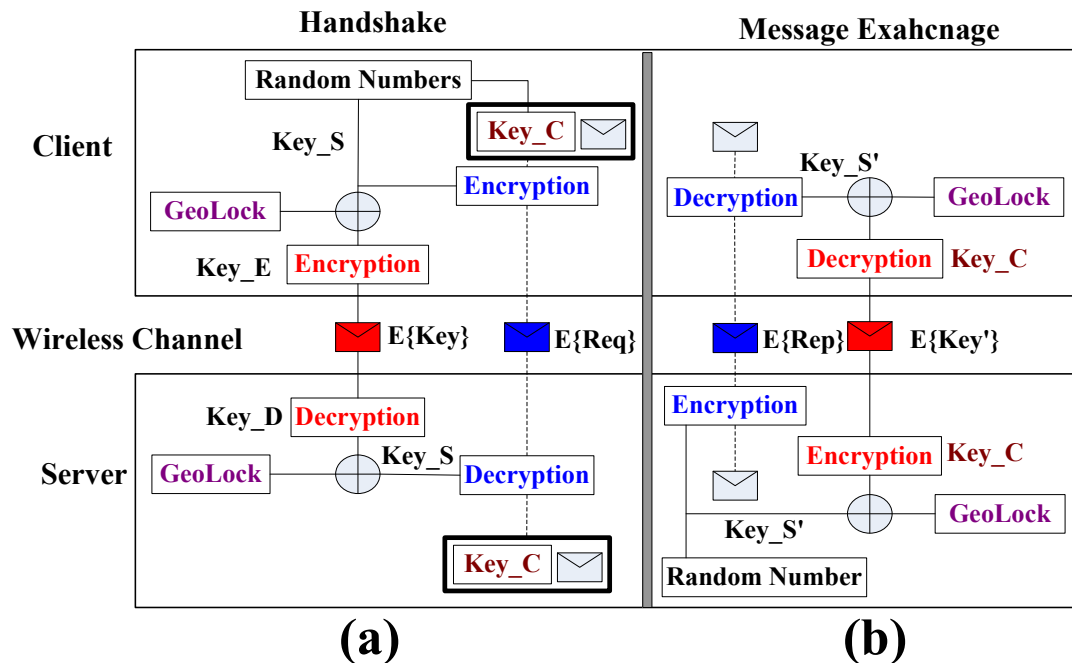 Handshake
Message Exahcnage
Client
Random Numbers
Key_S
Key_C
Encryption
GeoLock
Key_E
Encryption
Key_S'
Decryption
GeoLock
Decryption
Key_C
Wireless Channel
E{Key}
E{Req}
E{Rep}
E{Key'}
Server
Key_D
Decryption
GeoLock
Key_S
Decryption
Key_C
Encryption
Encryption
Key_C
GeoLock
Key_S'
Random Number
(a)
(b)